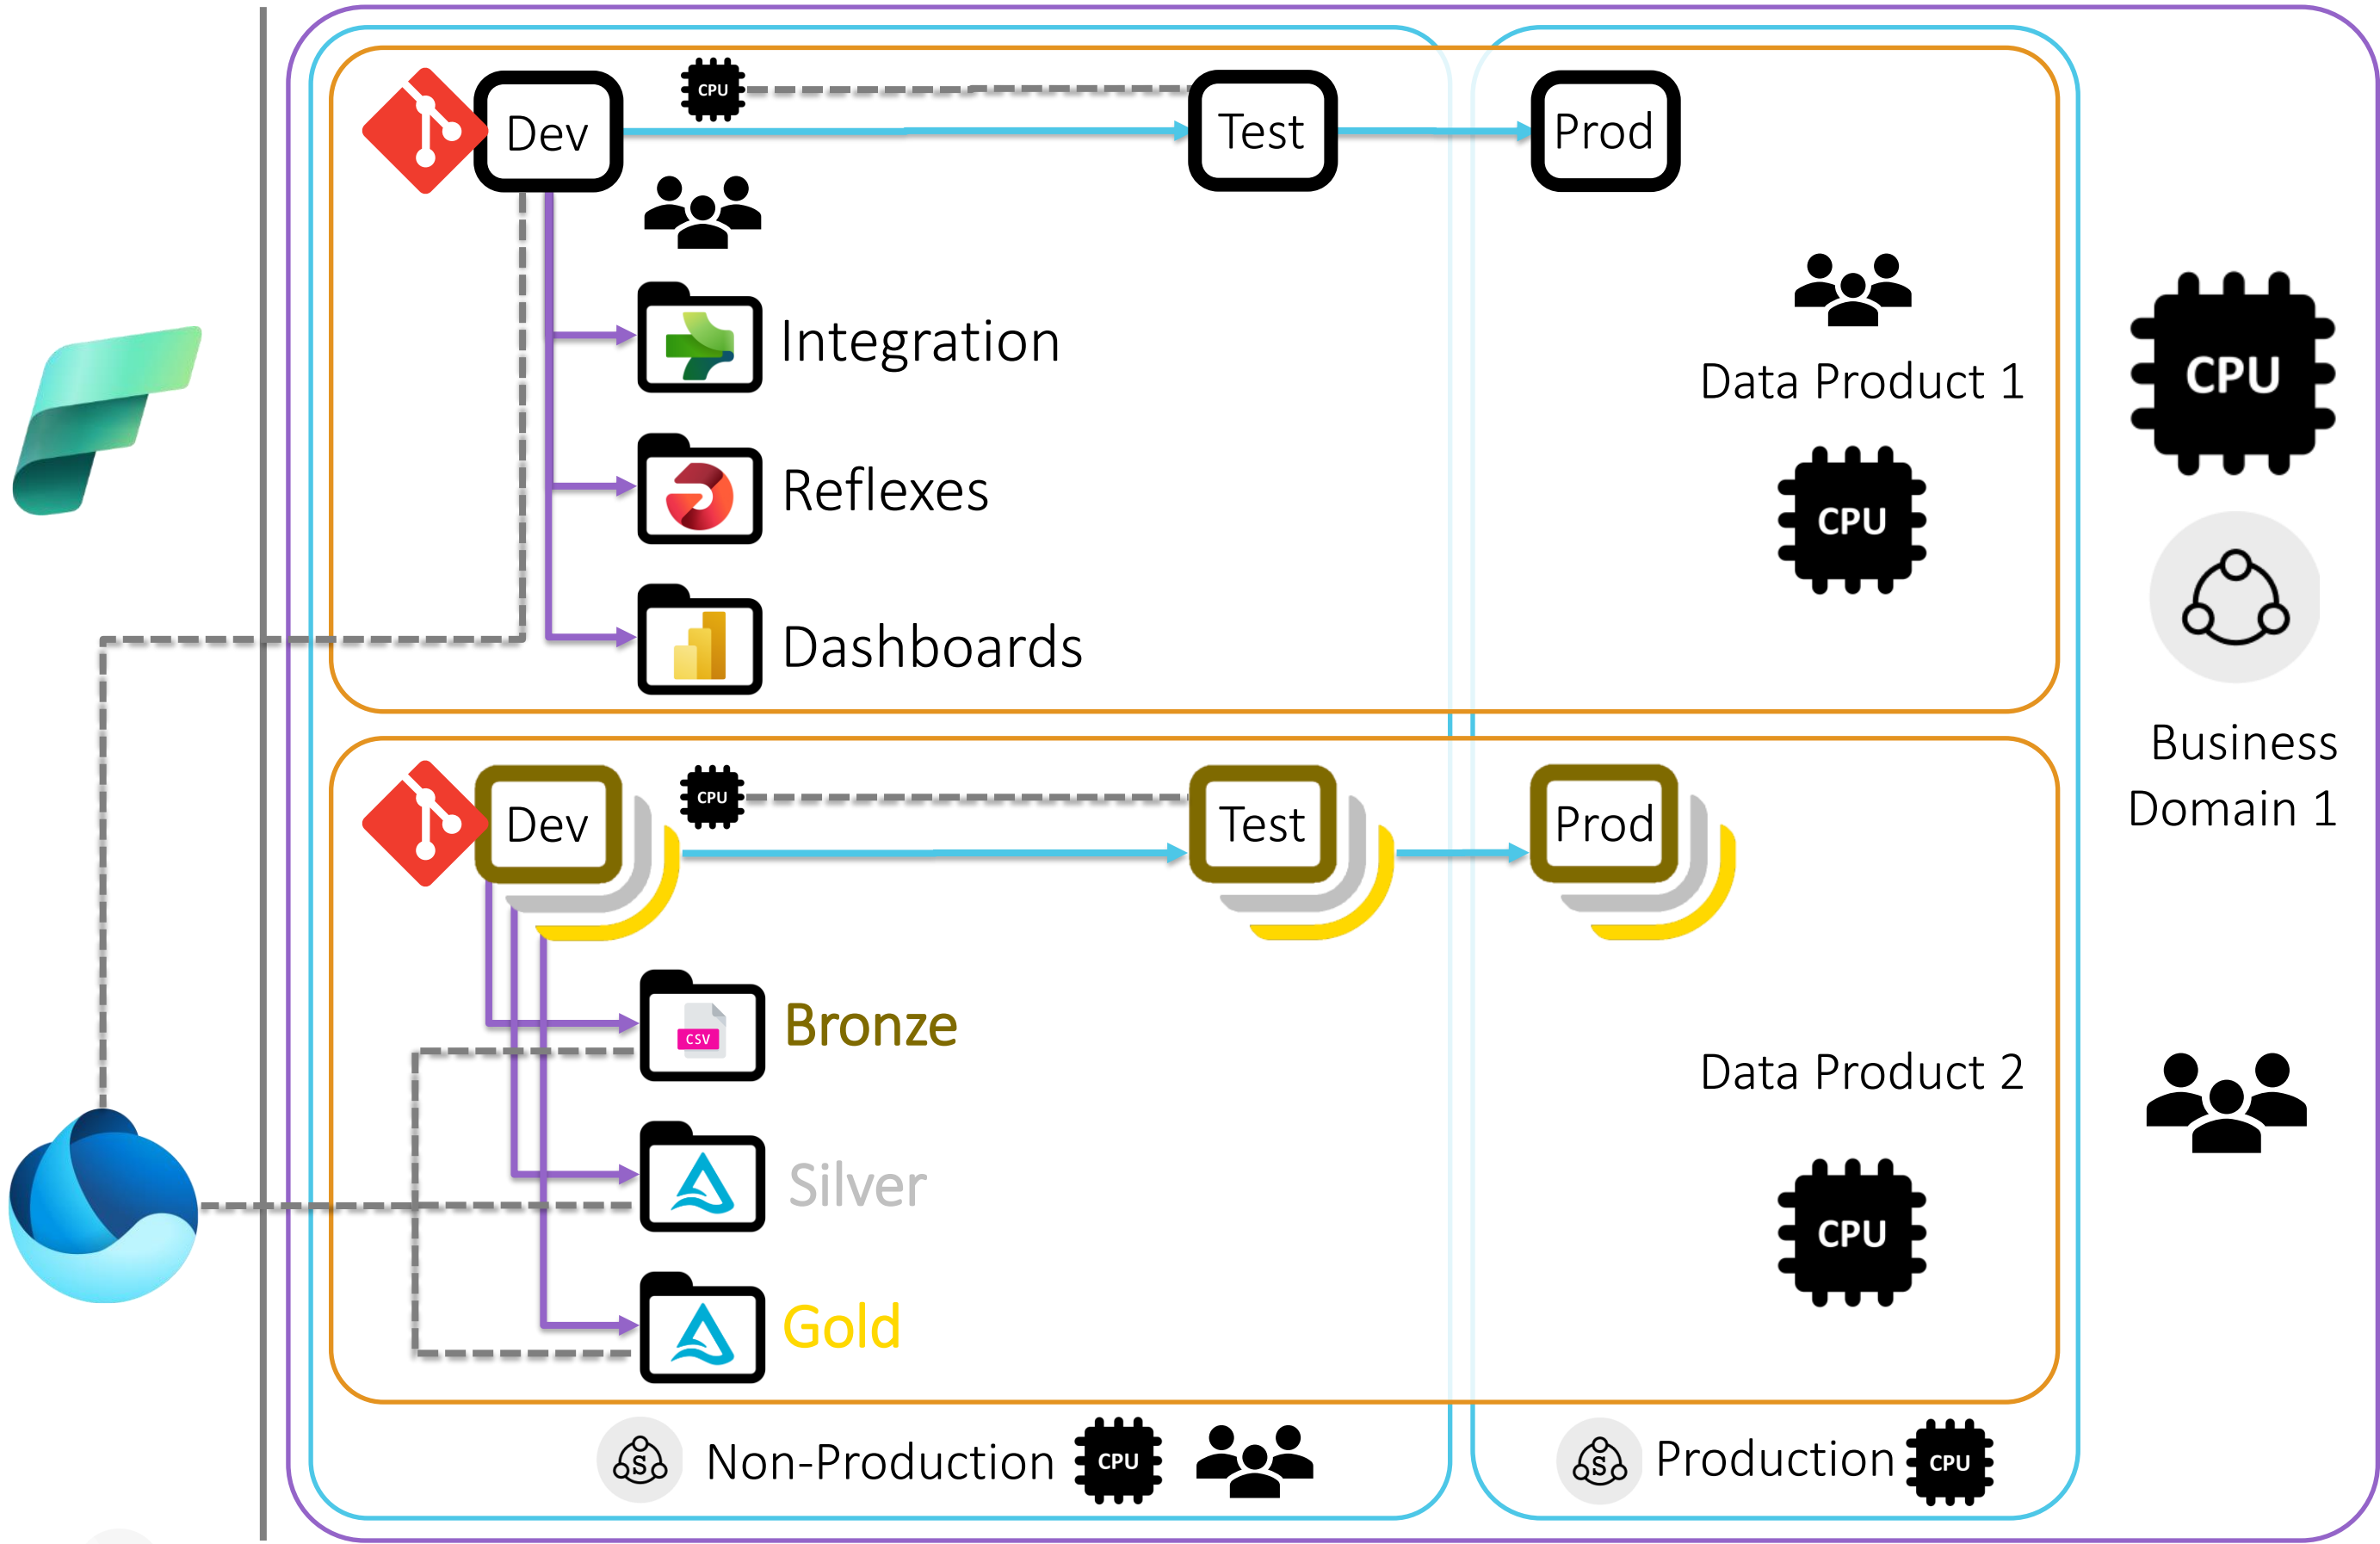 CPU
Dev
Test
Prod
Integration
Data Product 1
CPU
CPU
Reflexes
Dashboards
Business
Domain 1
CPU
Dev
Test
Prod
CSV
Bronze
Data Product 2
Silver
CPU
Gold
S
Non-Production
CPU
S
Production
CPU